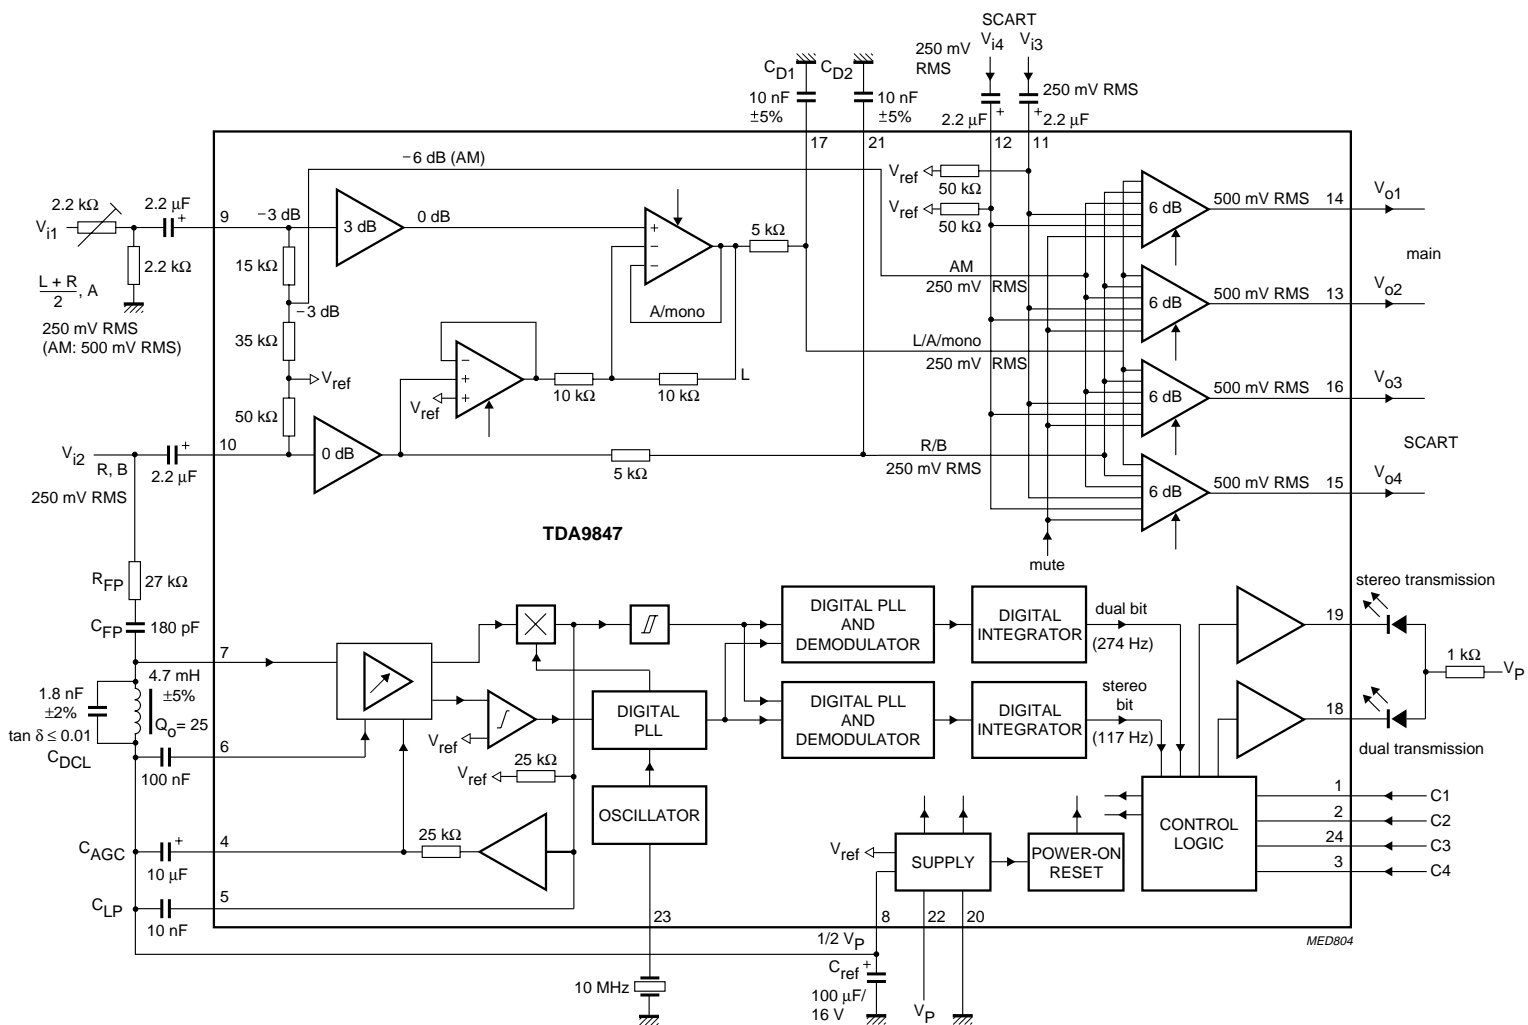 SCART
V_i4 V_i3
250 mV
RMS
250 mV RMS
2.2 µF
+
2.2 µF
+
C_D1
10 nF
±5%
C_D2
10 nF
±5%
17
21
12
11
−6 dB (AM)
V_ref
50 kΩ
V_ref
50 kΩ
2.2 kΩ
V_i1
2.2 µF
+
9
−3 dB
3 dB
0 dB
2.2 kΩ
L + R
2
, A
250 mV RMS
(AM: 500 mV RMS)
15 kΩ
−3 dB
35 kΩ
V_ref
50 kΩ
+
−
−
A/mono
5 kΩ
−
+
+
V_ref
10 kΩ
10 kΩ
L
AM
250 mV RMS
L/A/mono
250 mV RMS
R/B
250 mV RMS
6 dB
500 mV RMS
14
V_o1
main
6 dB
500 mV RMS
13
V_o2
6 dB
500 mV RMS
16
V_o3
SCART
6 dB
500 mV RMS
15
V_o4
mute
V_i2
R, B
250 mV RMS
2.2 µF
+
10
0 dB
5 kΩ
TDA9847
R_FP
27 kΩ
C_FP
180 pF
7
1.8 nF
±2%
tan δ ≤ 0.01
4.7 mH
±5%
Q_o = 25
C_DCL
100 nF
6
V_ref
DIGITAL
PLL
V_ref
25 kΩ
OSCILLATOR
25 kΩ
DIGITAL PLL
AND
DEMODULATOR
DIGITAL
INTEGRATOR
dual bit
(274 Hz)
DIGITAL PLL
AND
DEMODULATOR
DIGITAL
INTEGRATOR
stereo
bit
(117 Hz)
stereo transmission
19
1 kΩ
V_P
18
dual transmission
CONTROL
LOGIC
1
C1
2
C2
24
C3
3
C4
V_ref
SUPPLY
POWER-ON
RESET
C_AGC
+
10 µF
4
C_LP
10 nF
5
23
8
22
20
1/2 V_P
MED804
10 MHz
C_ref
+
100 µF/
16 V
V_P